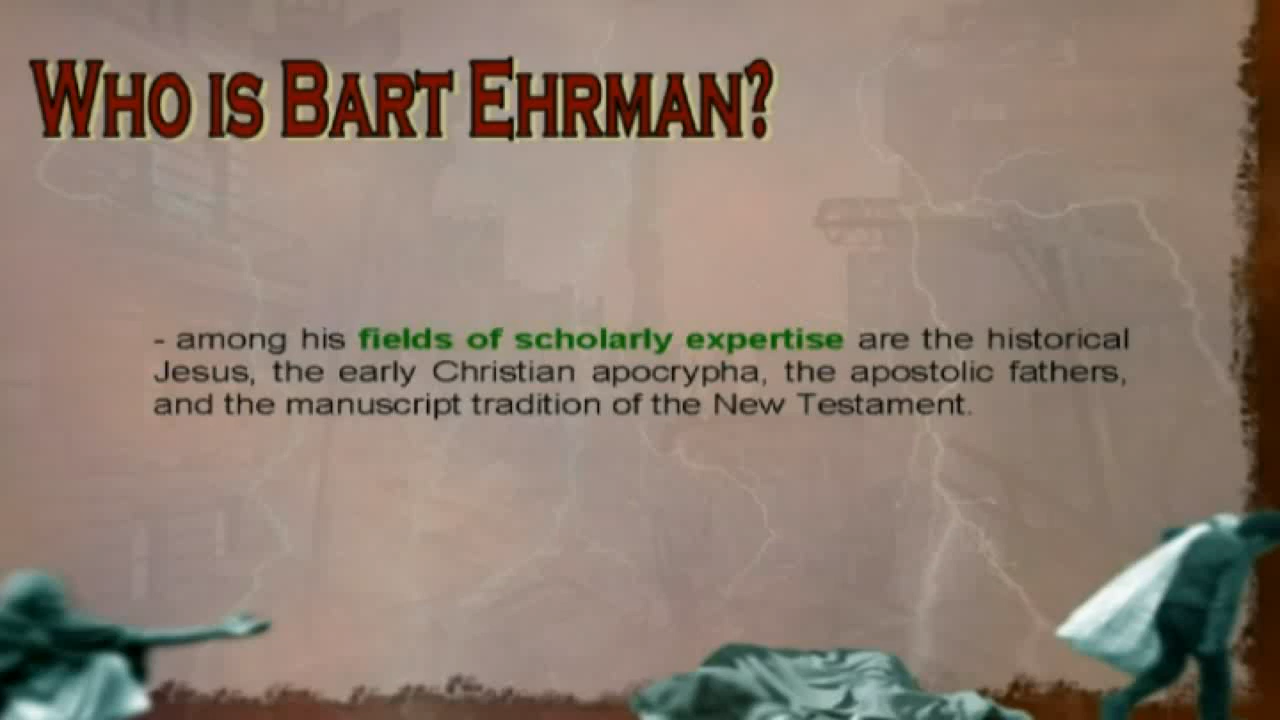 WHO IS BART EHRMAN?
- among his fields of scholarly expertise are the historical
Jesus, the early Christian apocrypha, the apostolic fathers,
and the manuscript tradition of the New Testament.